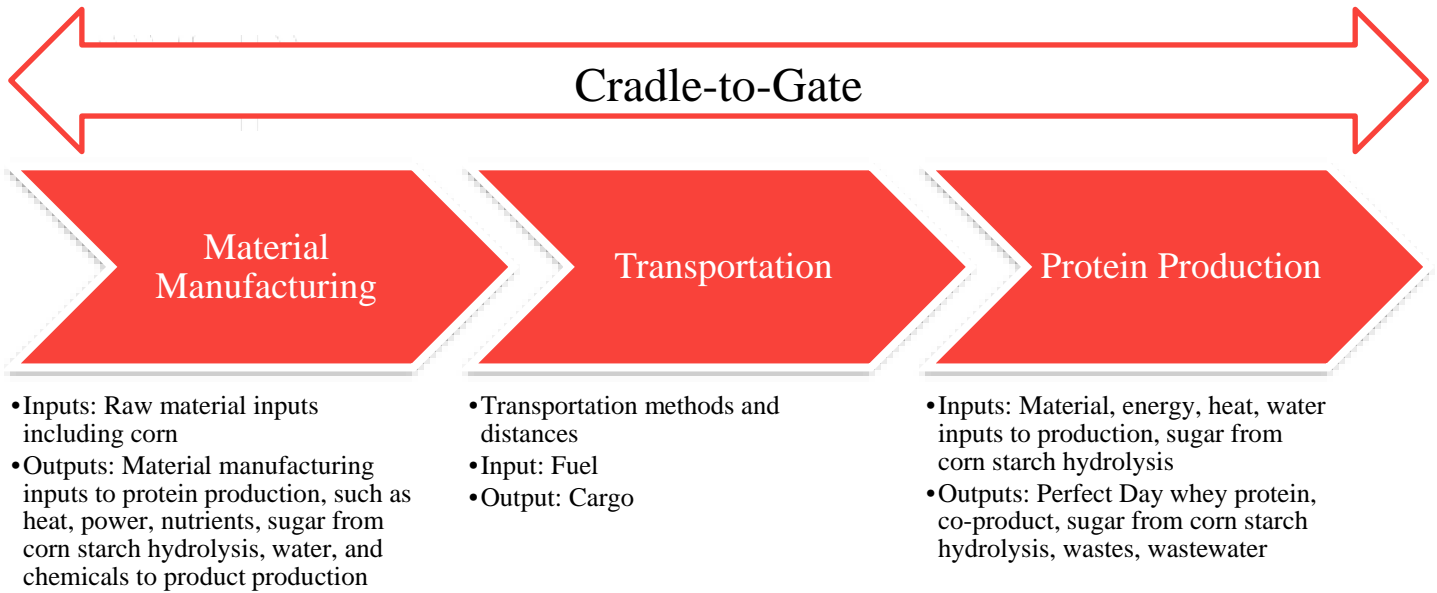 Cradle-to-Gate
Material
Manufacturing
Transportation
Protein Production
•Inputs: Raw material inputs
including corn
•Outputs: Material manufacturing
inputs to protein production, such as
heat, power, nutrients, sugar from
corn starch hydrolysis, water, and
chemicals to product production
•Transportation methods and
distances
•Input: Fuel
•Output: Cargo
•Inputs: Material, energy, heat, water
inputs to production, sugar from
corn starch hydrolysis
•Outputs: Perfect Day whey protein,
co-product, sugar from corn starch
hydrolysis, wastes, wastewater